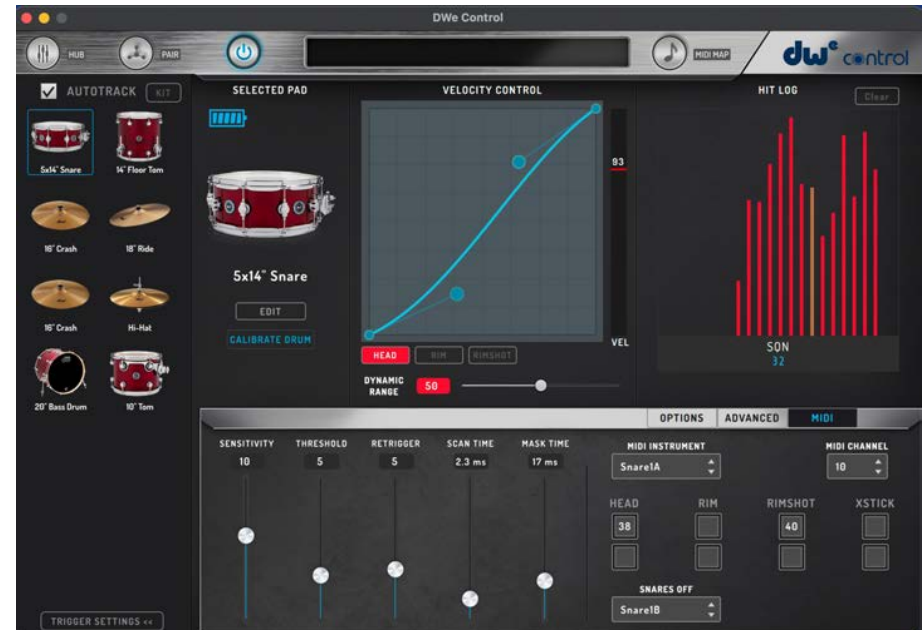 DWe Control
HUB
PAIR
MIDI MAP
dwe control
AUTOTRACK
KIT
5x14" Snare
14" Floor Tom
16" Crash
18" Ride
16" Crash
Hi-Hat
20" Bass Drum
10" Tom
TRIGGER SETTINGS <<
SELECTED PAD
5x14" Snare
EDIT
CALIBRATE DRUM
VELOCITY CONTROL
93
VEL
HEAD
RIM
RIMSHOT
DYNAMIC
RANGE
50
HIT LOG
Clear
SQN
32
OPTIONS
ADVANCED
MIDI
SENSITIVITY
THRESHOLD
RETRIGGER
SCAN TIME
MASK TIME
10
5
5
2.3 ms
17 ms
MIDI INSTRUMENT
MIDI CHANNEL
Snare1A
10
HEAD
RIM
RIMSHOT
XSTICK
38
40
SNARES OFF
Snare1B